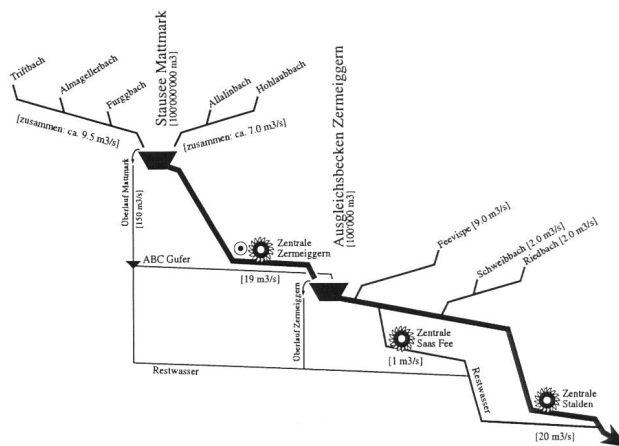 Triftbach
Almagellerbach
Furggbach
[zusammen: ca. 9.5 m3/s]
Stausee Mattmark
[100'000'000 m3]
Allalinbach
Hohlaubbach
[zusammen: ca. 7.0 m3/s]
Überlauf Mattmark
[150 m3/s]
Ausgleichsbecken Zermeiggern
[100'000 m3]
Zentrale
Zermeiggern
ABC Gufer
[19 m3/s]
Überlauf Zermeiggern
Feevispe [9.0 m3/s]
Schweibbach [2.0 m3/s]
Riedbach [2.0 m3/s]
Zentrale
Saas Fee
[1 m3/s]
Restwasser
Restwasser
Zentrale
Stalden
[20 m3/s]